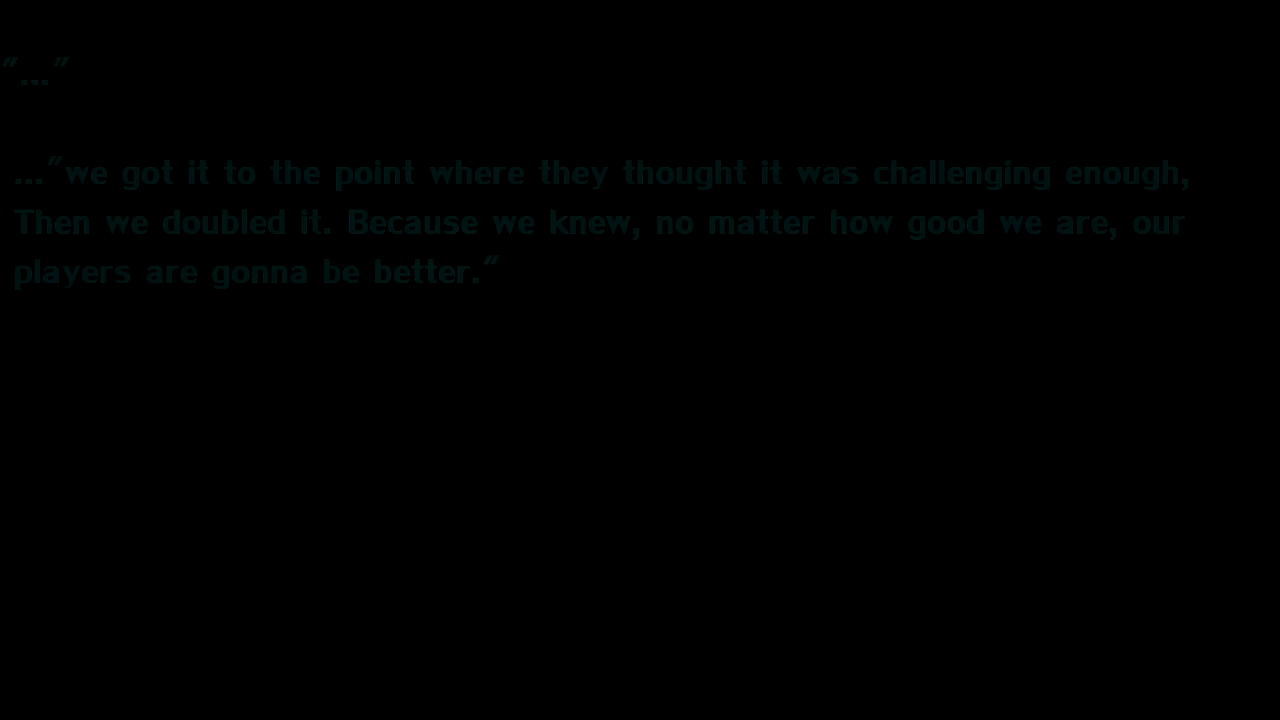 "..."
..."we got it to the point where they thought it was challenging enough,
Then we doubled it. Because we knew, no matter how good we are, our
players are gonna be better."